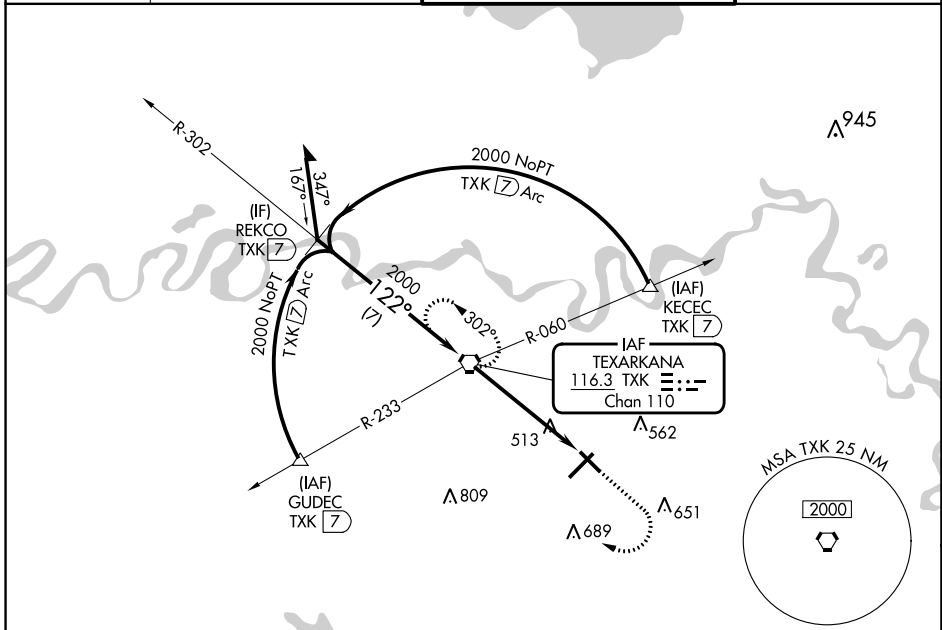 945
R-302
2000 NoPT
TXK 7 Arc
347°
167°
(IF)
REKCO
TXK 7
2000 NoPT
TXK 7 Arc
2000
122°
(7)
302°
R-060
(IAF)
KECEC
TXK 7
IAF
TEXARKANA
116.3 TXK
Chan 110
R-233
513
562
(IAF)
GUDEC
TXK 7
809
689
651
MSA TXK 25 NM
2000